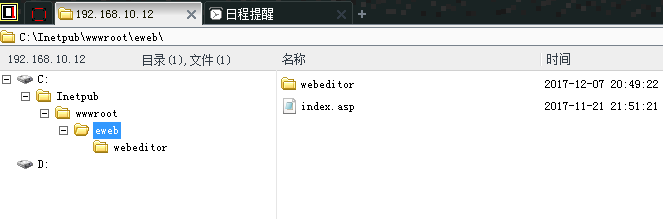 192.168.10.12 日程提醒
C:\Inetpub\wwwroot\eweb\
192.168.10.12 目录(1),文件(1) 名称 时间
C: webeditor 2017-12-07 20:49:22
Inetpub index.asp 2017-11-21 21:51:21
wwwroot
eweb
webeditor
D: